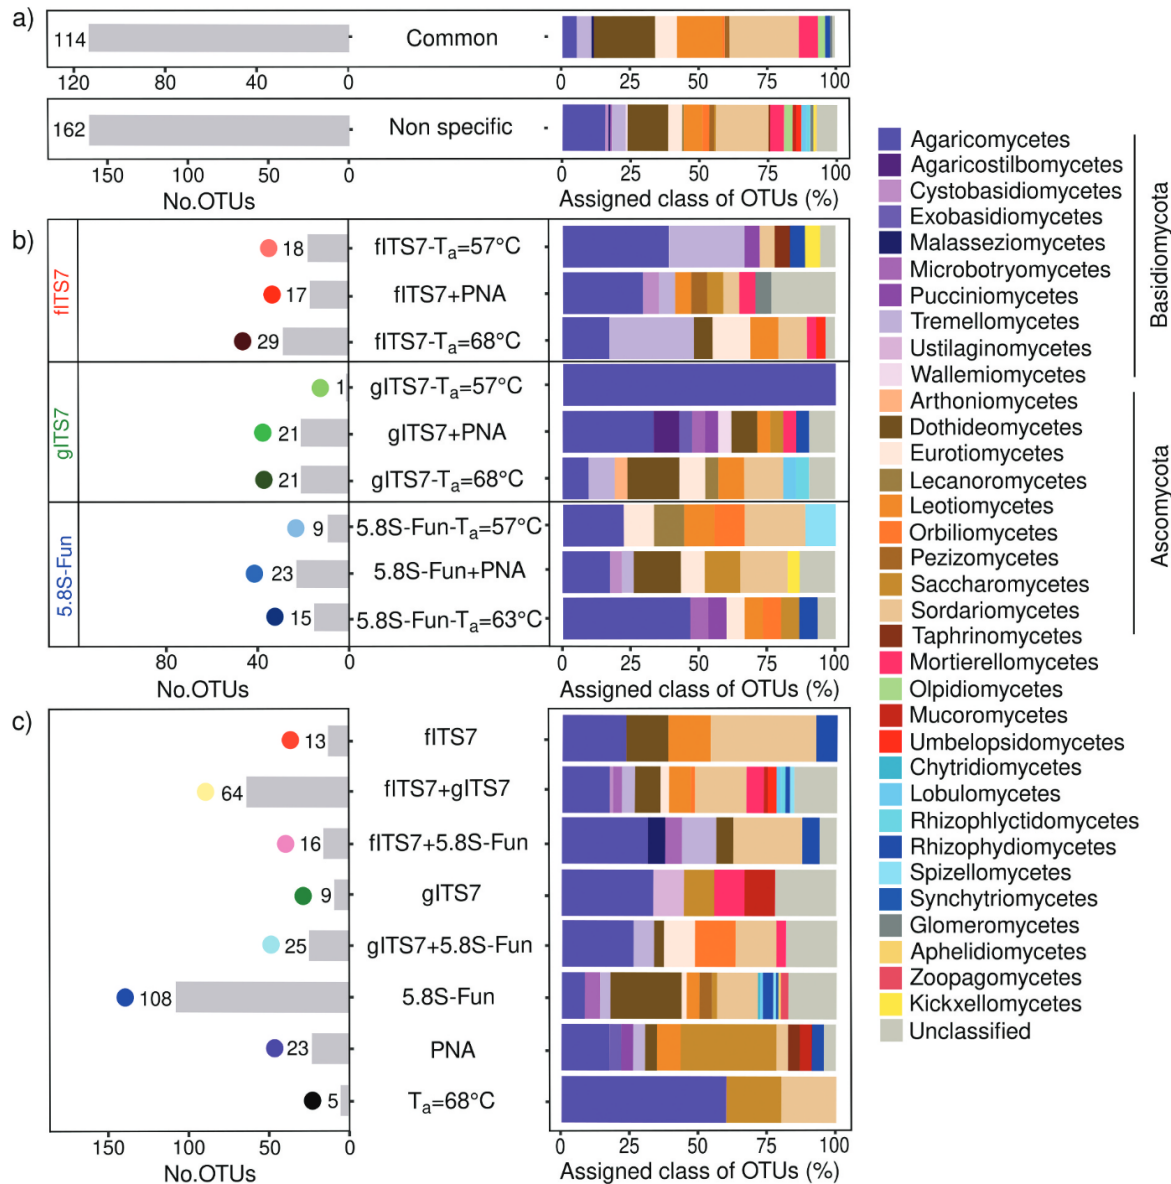 a)
114
Common
120 80 40 0
0 25 50 75 100
162
Non specific
150 100 50 0
No.OTUs
0 25 50 75 100
Assigned class of OTUs (%)
b)
fITS7
18
fITS7-Ta=57°C
17
fITS7+PNA
29
fITS7-Ta=68°C
gITS7
1
gITS7-Ta=57°C
21
gITS7+PNA
21
gITS7-Ta=68°C
5.8S-Fun
9
5.8S-Fun-Ta=57°C
23
5.8S-Fun+PNA
15
5.8S-Fun-Ta=63°C
80 40 0
No.OTUs
0 25 50 75 100
Assigned class of OTUs (%)
c)
13
fITS7
64
fITS7+gITS7
16
fITS7+5.8S-Fun
9
gITS7
25
gITS7+5.8S-Fun
108
5.8S-Fun
23
PNA
5
Ta=68°C
150 100 50 0
No.OTUs
0 25 50 75 100
Assigned class of OTUs (%)
Agaricomycetes
Agaricostilbomycetes
Cystobasidiomycetes
Exobasidiomycetes
Malasseziomycetes
Microbotryomycetes
Pucciniomycetes
Tremellomycetes
Ustilaginomycetes
Wallemiomycetes
Arthoniomycetes
Dothideomycetes
Eurotiomycetes
Lecanoromycetes
Leotiomycetes
Orbiliomycetes
Pezizomycetes
Saccharomycetes
Sordariomycetes
Taphrinomycetes
Mortierellomycetes
Olpidiomycetes
Mucoromycetes
Umbelopsidomycetes
Chytridiomycetes
Lobulomycetes
Rhizophlyctidomycetes
Rhizophydiomycetes
Spizellomycetes
Synchytriomycetes
Glomeromycetes
Aphelidiomycetes
Zoopagomycetes
Kickxellomycetes
Unclassified
Basidiomycota
Ascomycota